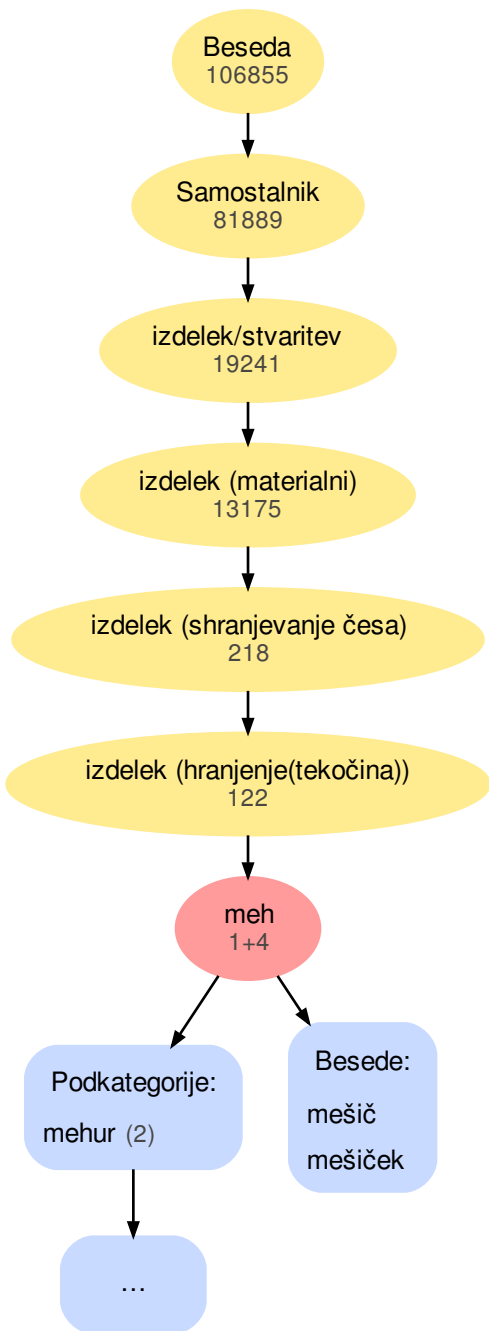 Beseda
106855
Samostalnik
81889
izdelek/stvaritev
19241
izdelek (materialni)
13175
izdelek (shranjevanje česa)
218
izdelek (hranjenje(tekočina))
122
meh
1+4
Podkategorije:
mehur (2)
Besede:
mešič
mešiček
...